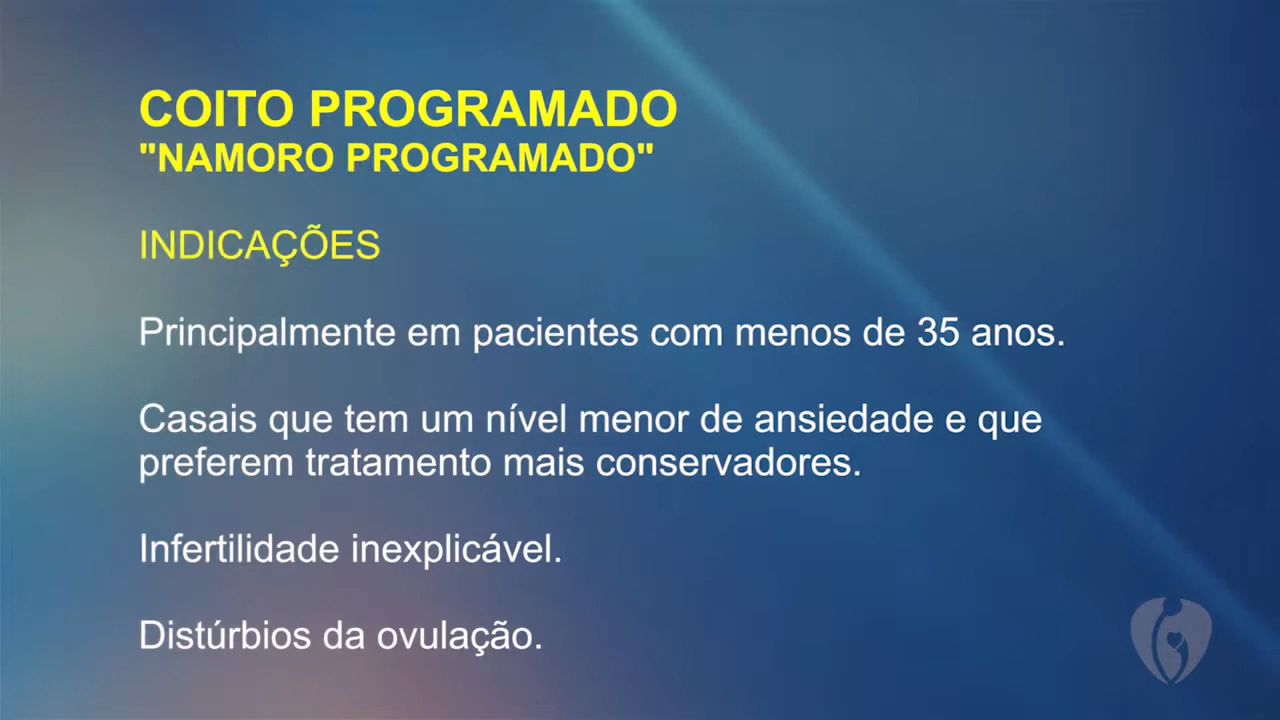 COITO PROGRAMADO
"NAMORO PROGRAMADO"
INDICAÇÕES
Principalmente em pacientes com menos de 35 anos.
Casais que tem um nível menor de ansiedade e que
preferem tratamento mais conservadores.
Infertilidade inexplicável.
Distúrbios da ovulação.